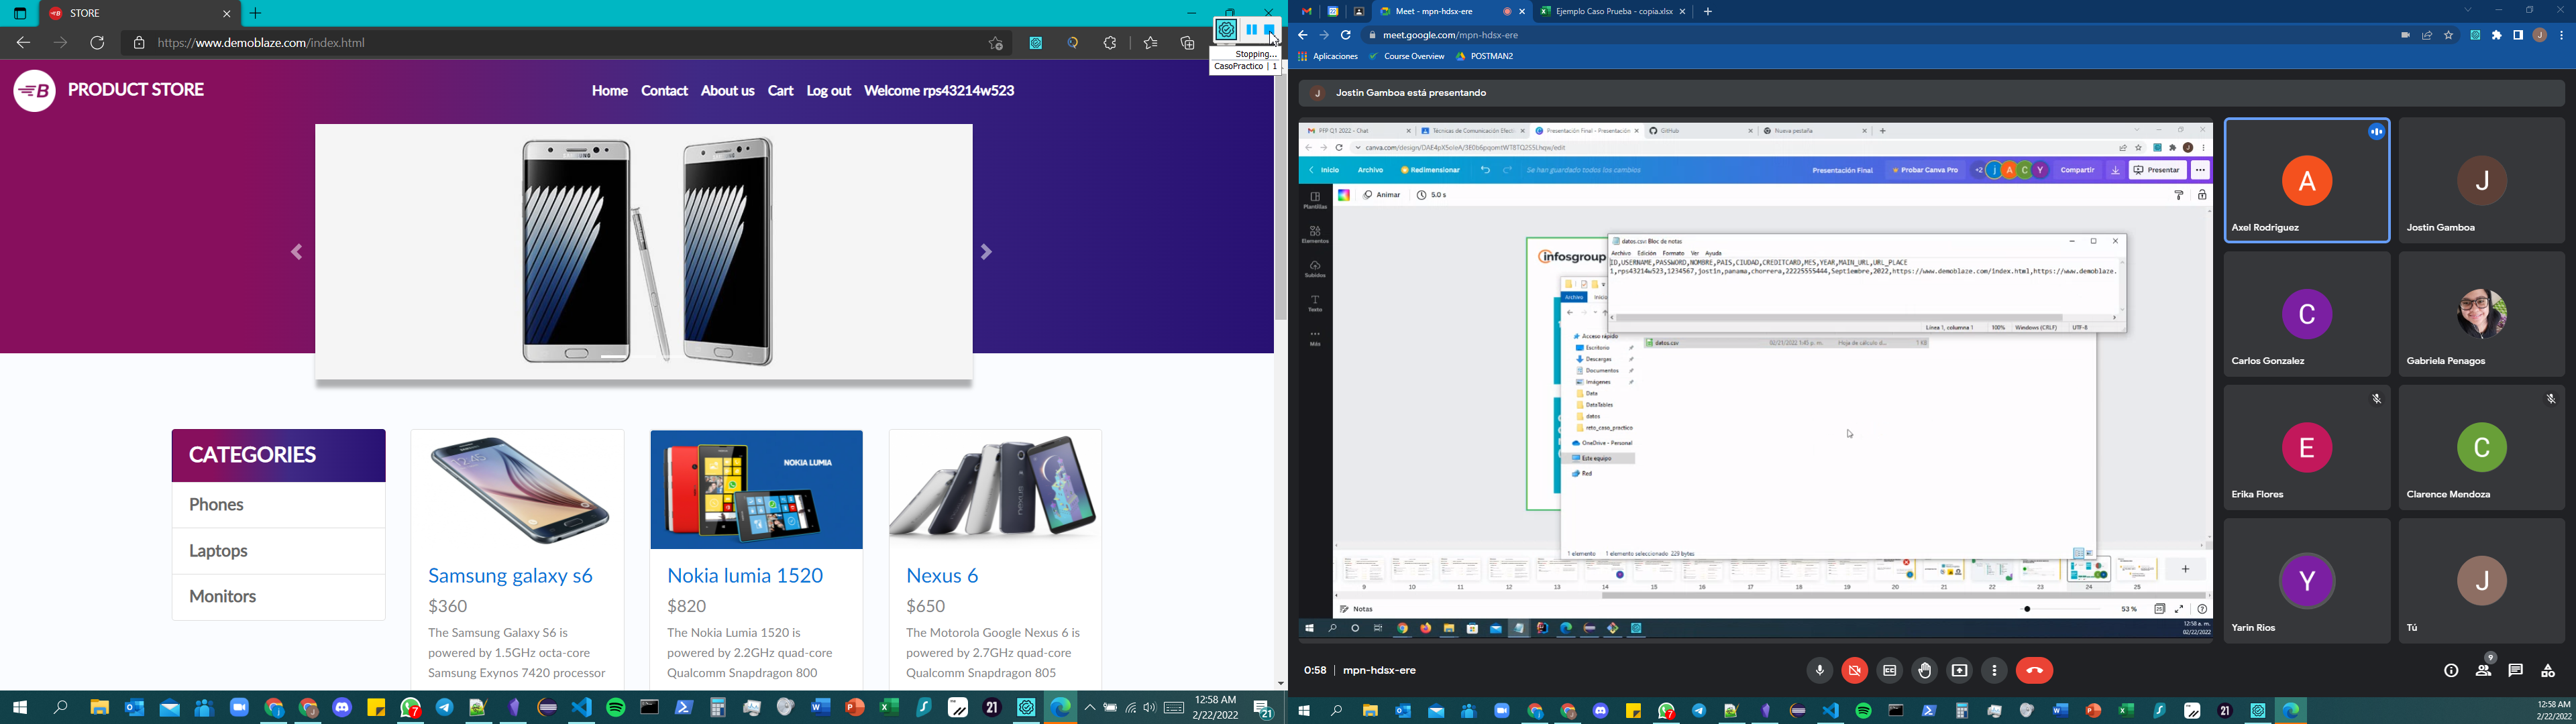 STORE
https://www.demoblaze.com/index.html
Stopping...
CasoPractico | 1
PRODUCT STORE
Home Contact About us Cart Log out Welcome rps43214w523
SAMSUNG
CATEGORIES
Phones
Laptops
Monitors
NOKIA LUMIA
Samsung galaxy s6
$360
The Samsung Galaxy S6 is
powered by 1.5GHz octa-core
Samsung Exynos 7420 processor
Nokia lumia 1520
$820
The Nokia Lumia 1520 is
powered by 2.2GHz quad-core
Qualcomm Snapdragon 800
Nexus 6
$650
The Motorola Google Nexus 6 is
powered by 2.7GHz quad-core
Qualcomm Snapdragon 805
12:58 AM
2/22/2022
21
Meet - mpn-hdsx-ere
Ejemplo Caso Prueba - copia.xlsx
meet.google.com/mpn-hdsx-ere
Aplicaciones Course Overview POSTMAN2
J Jostin Gamboa está presentando
PFP Q1 2022 - Chat
Técnicas de Comunicación Efecti
Presentación Final - Presentación
GitHub
Nueva pestaña
Inicio Archivo Redimensionar Se han guardado todos los cambios Presentación Final Probar Canva Pro +2 j A C Y Compartir Presentar
Animar 5.0 s
Plantillas
Elementos
Subidos
Texto
Más
infosgroup
datos.csv: Bloc de notas
Archivo Edición Formato Ver Ayuda
ID,USERNAME,PASSWORD,NOMBRE,PAIS,CIUDAD,CREDITCARD,MES,YEAR,MAIN_URL,URL_PLACE
1,rps43214w523,1234567,jostin,panama,chorrera,22225555444,Septiembre,2022,https://www.demoblaze.com/index.html,https://www.demoblaze.
Línea 1, columna 1 100% Windows (CRLF) UTF-8
Archivo Inicio
Acceso rápido
Escritorio
Descargas
Documentos
Imágenes
Data
DataTables
datos
reto_caso_practico
OneDrive - Personal
Este equipo
Red
datos.csv 02/21/2022 1:45 p. m. Hoja de cálculo d... 1 KB
1 elemento 1 elemento seleccionado 229 bytes
9 10 11 12 13 14 15 16 17 18 19 20 21 22 23 24 25
Notas
53 %
12:58 a. m.
02/22/2022
A
Axel Rodriguez
J
Jostin Gamboa
C
Carlos Gonzalez
Gabriela Penagos
E
Erika Flores
C
Clarence Mendoza
Y
Yarin Rios
J
Tú
0:58 | mpn-hdsx-ere
9
12:58 AM
2/22/2022